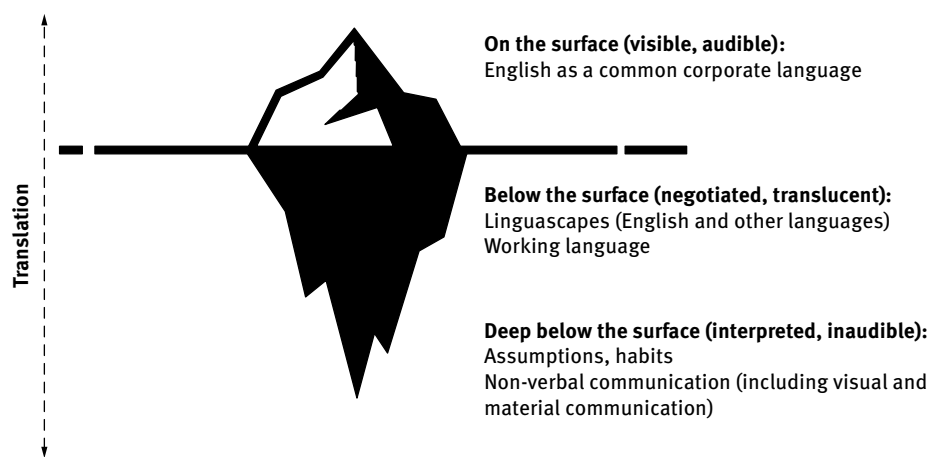 On the surface (visible, audible):
English as a common corporate language
Translation
Below the surface (negotiated, translucent):
Linguascapes (English and other languages)
Working language
Deep below the surface (interpreted, inaudible):
Assumptions, habits
Non-verbal communication (including visual and
material communication)